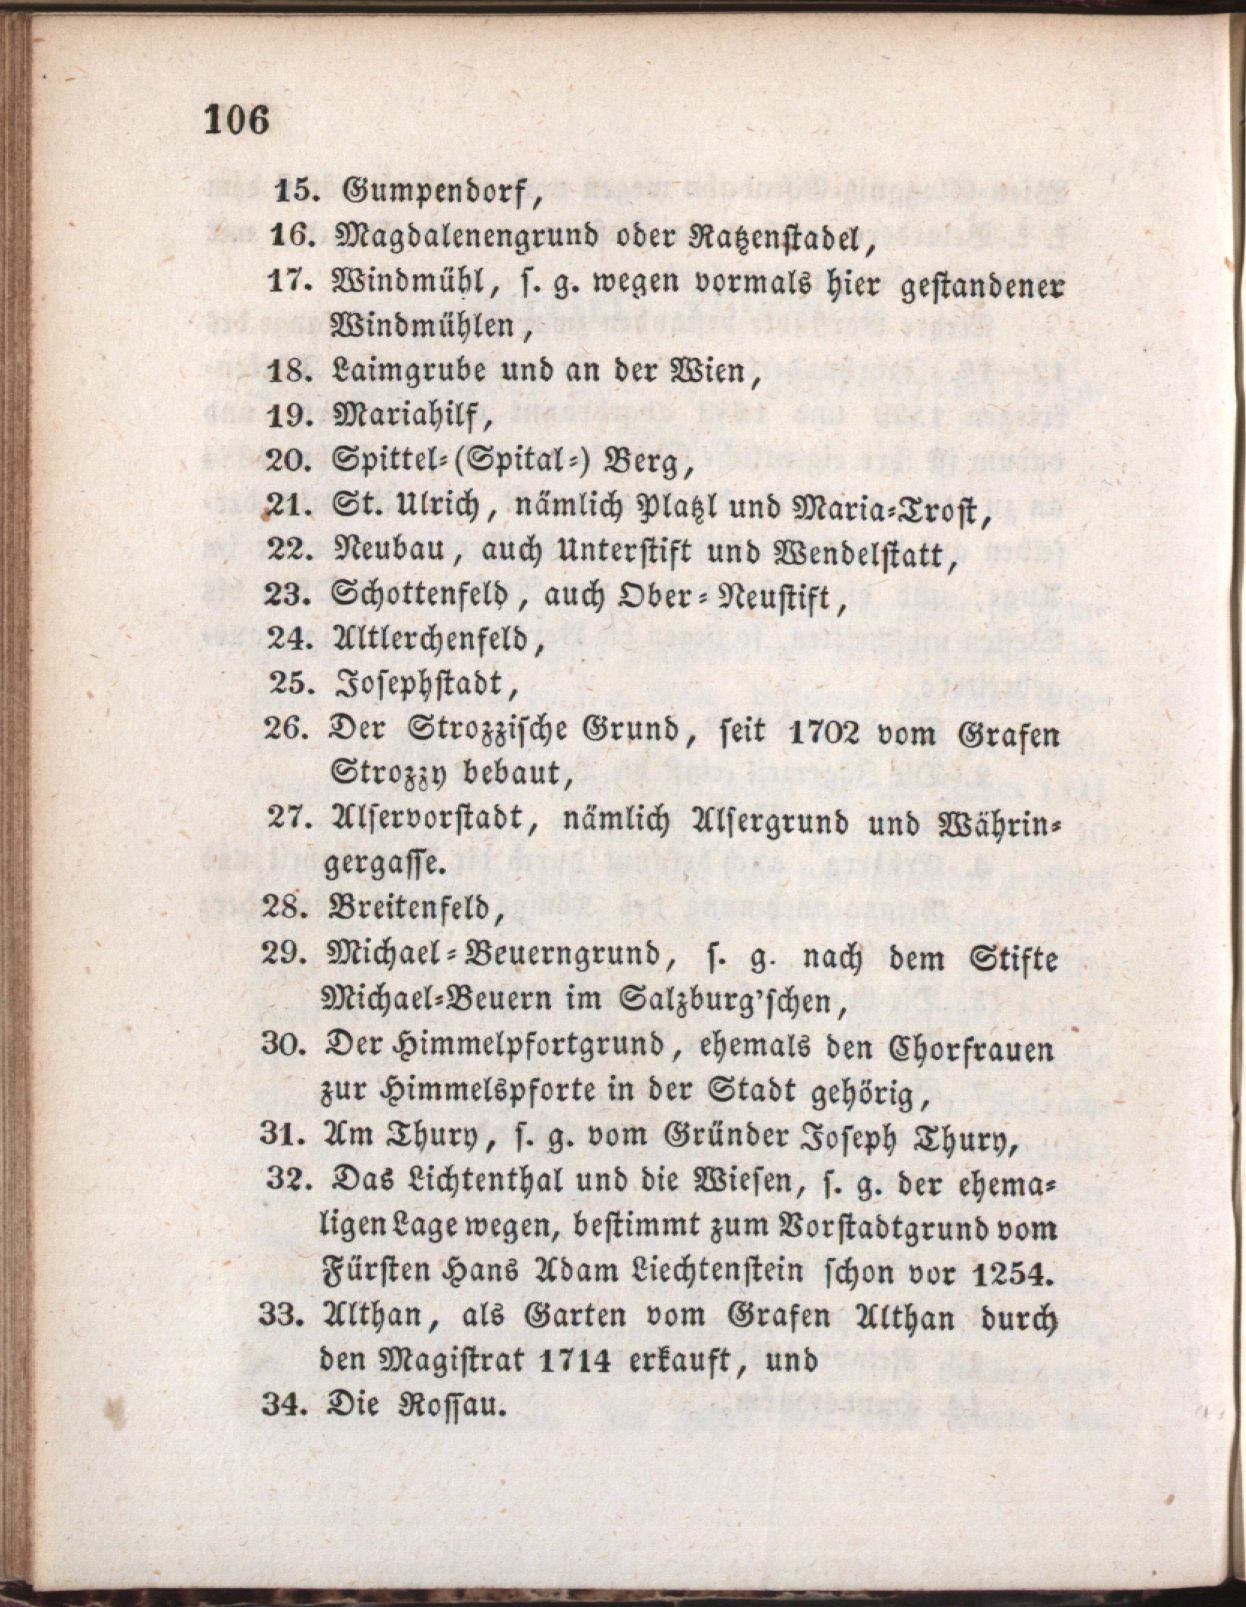 106
15. Gumpendorf,
16. Magdalenengrund oder Ratzenstadel,
17. Windmühl, s. g. wegen vormals hier gestandener
Windmühlen,
18. Laimgrube und an der Wien,
19. Mariahilf,
20. Spittel-(Spital-) Berg,
21. St. Ulrich, nämlich Platzl und Maria-Trost,
22. Neubau, auch Unterstift und Wendelstatt,
23. Schottenfeld, auch Ober-Neustift,
24. Altlerchenfeld,
25. Josephstadt,
26. Der Strozzische Grund, seit 1702 vom Grafen
Strozzy bebaut,
27. Alservorstadt, nämlich Alsergrund und Währin-
gergasse.
28. Breitenfeld,
29. Michael-Beuerngrund, s. g. nach dem Stifte
Michael-Beuern im Salzburg'schen,
30. Der Himmelpfortgrund, ehemals den Chorfrauen
zur Himmelspforte in der Stadt gehörig,
31. Am Thury, s. g. vom Gründer Joseph Thury,
32. Das Lichtenthal und die Wiesen, s. g. der ehema-
ligen Lage wegen, bestimmt zum Vorstadtgrund vom
Fürsten Hans Adam Liechtenstein schon vor 1254.
33. Althan, als Garten vom Grafen Althan durch
den Magistrat 1714 erkauft, und
34. Die Rossau.